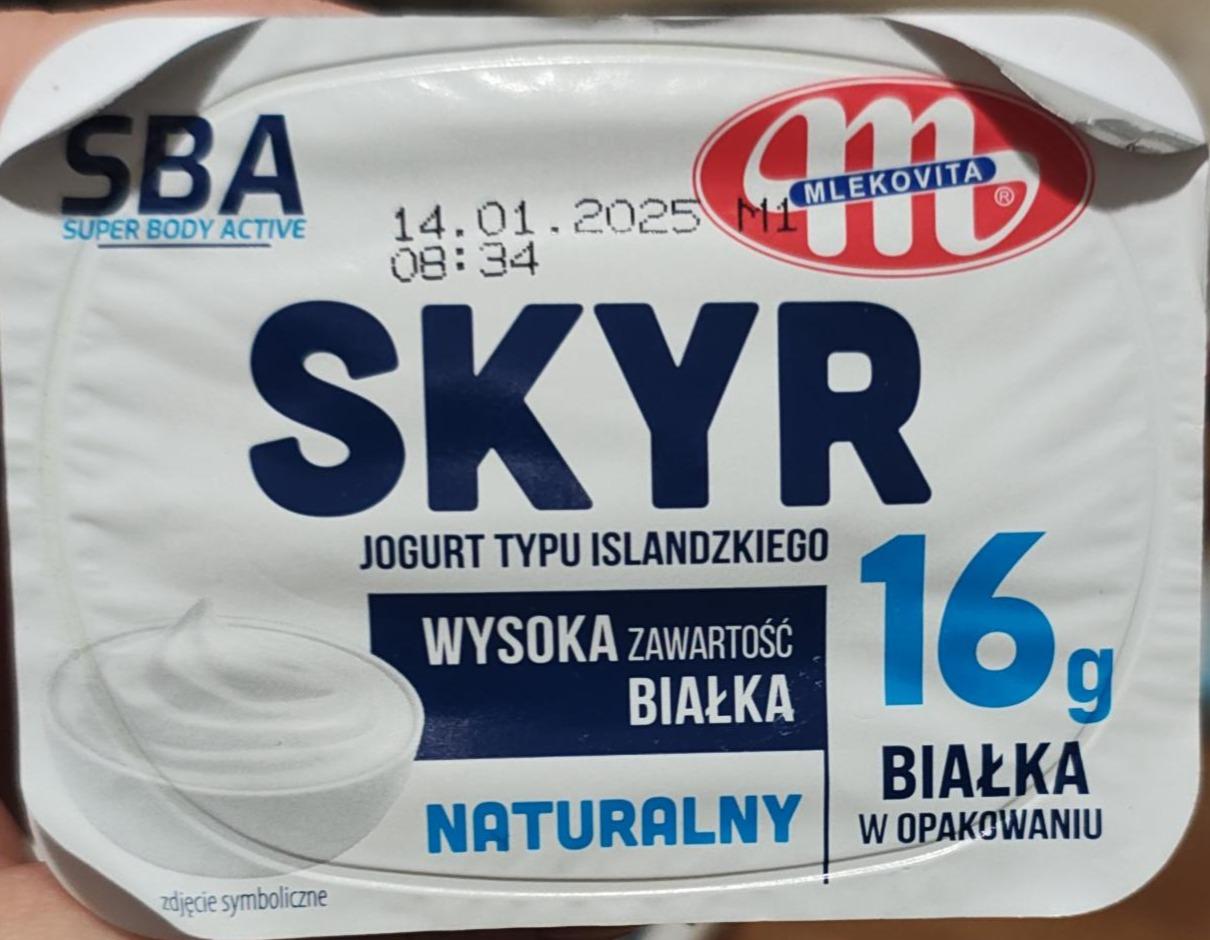 SBA
SUPER BODY ACTIVE
MLEKOVITA ®
14.01.2025 M1
08:34
SKYR
JOGURT TYPU ISLANDZKIEGO
WYSOKA ZAWARTOŚĆ
BIAŁKA
NATURALNY
16 g
BIAŁKA
W OPAKOWANIU
zdjęcie symboliczne